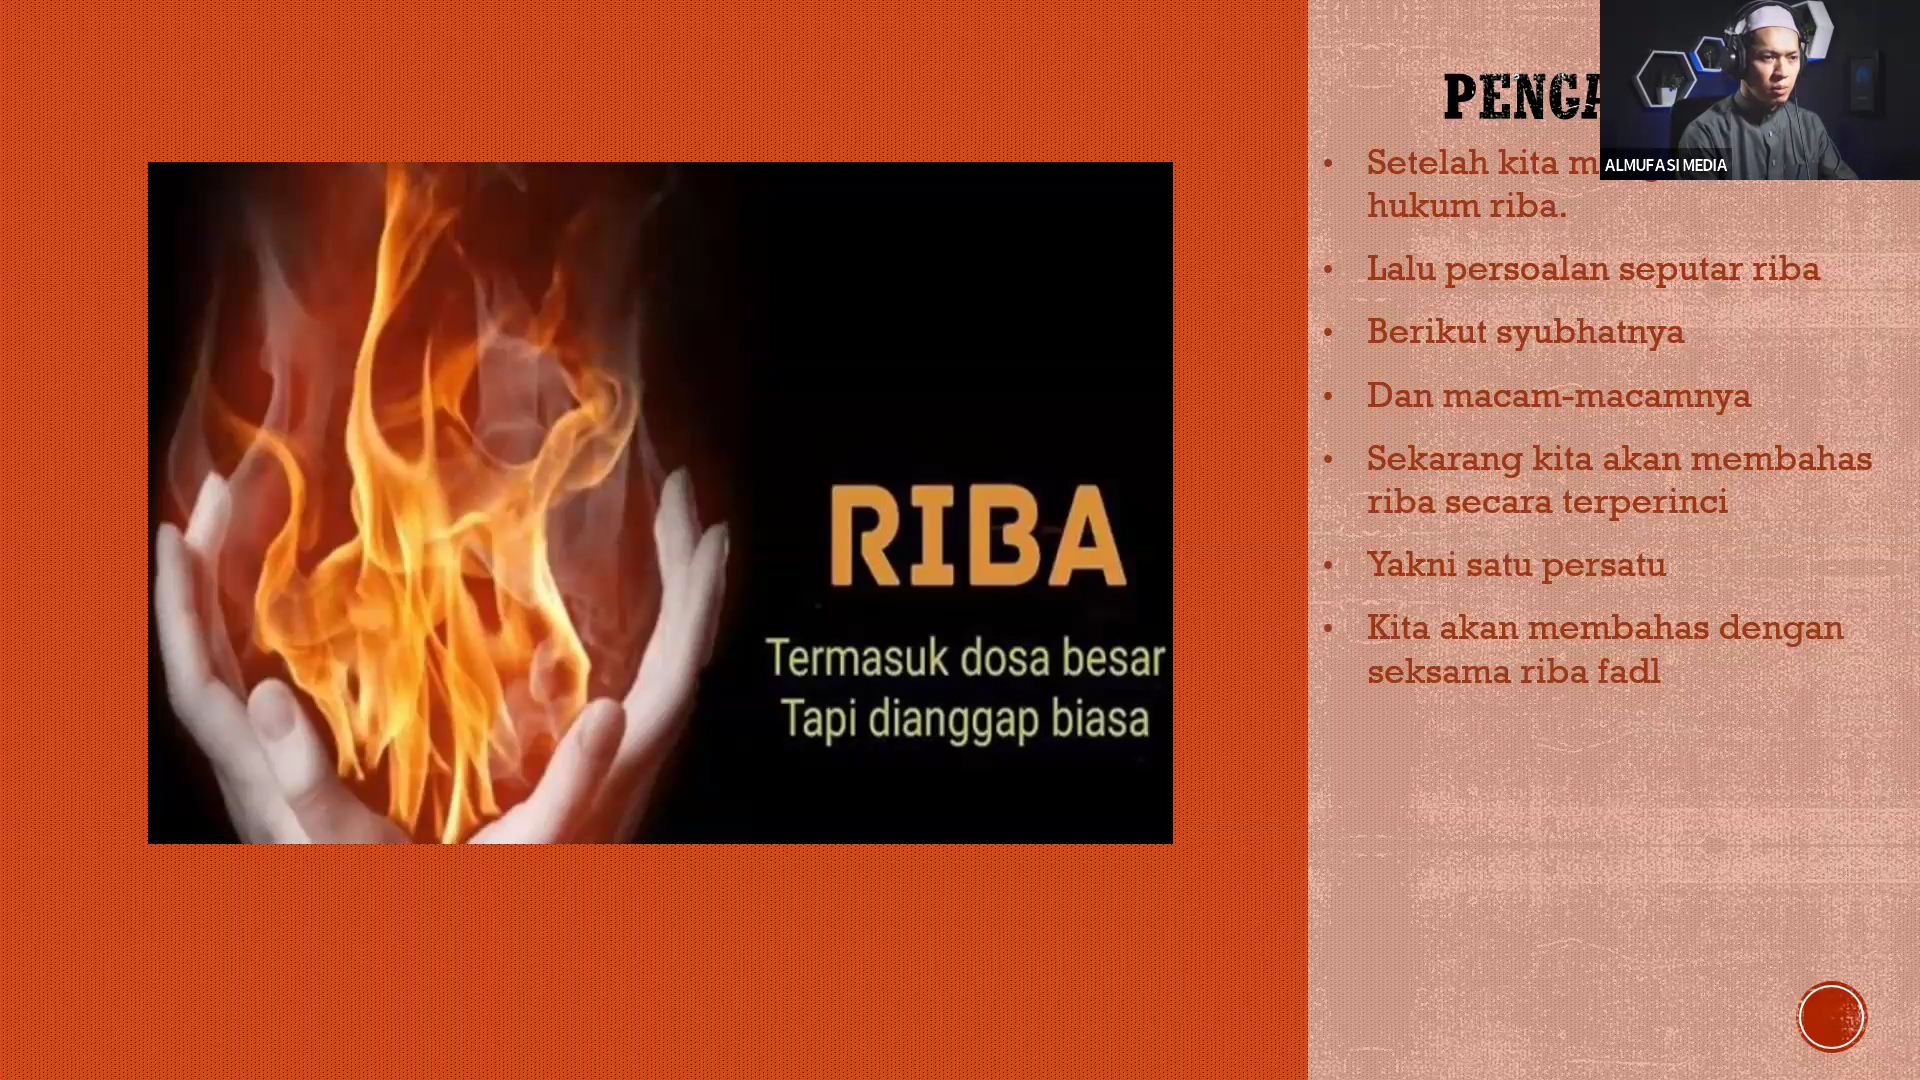 RIBA
Termasuk dosa besar
Tapi dianggap biasa
• Setelah kita
hukum riba.
• Lalu persoalan seputar riba
• Berikut syubhatnya
• Dan macam-macamnya
• Sekarang kita akan membahas
riba secara terperinci
• Yakni satu persatu
• Kita akan membahas dengan
seksama riba fadl
ALMUFASI MEDIA